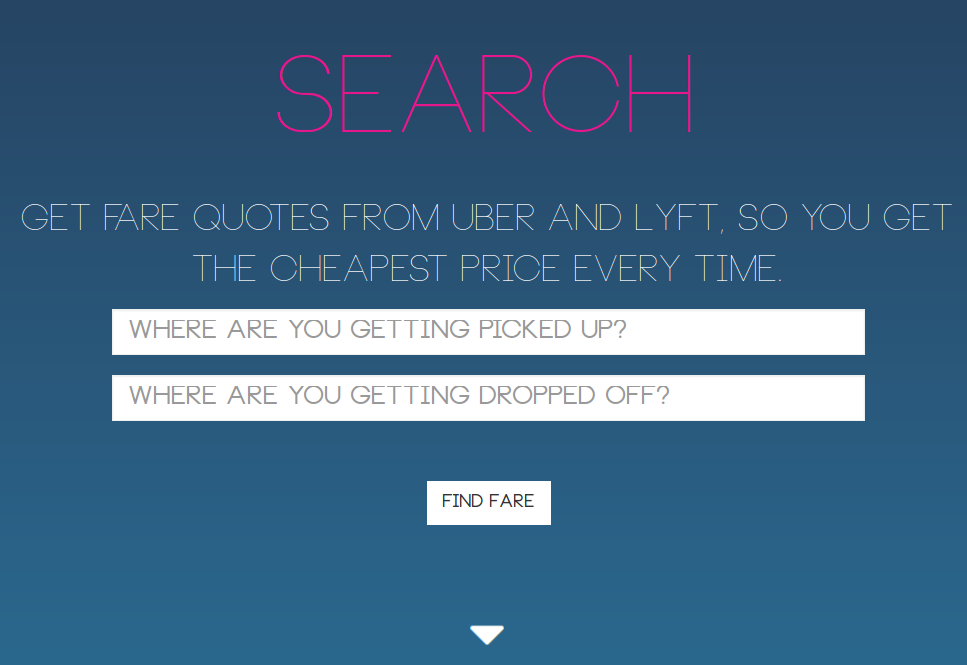 SEARCH
GET FARE QUOTES FROM UBER AND LYFT, SO YOU GET
THE CHEAPEST PRICE EVERY TIME.
WHERE ARE YOU GETTING PICKED UP?
WHERE ARE YOU GETTING DROPPED OFF?
FIND FARE